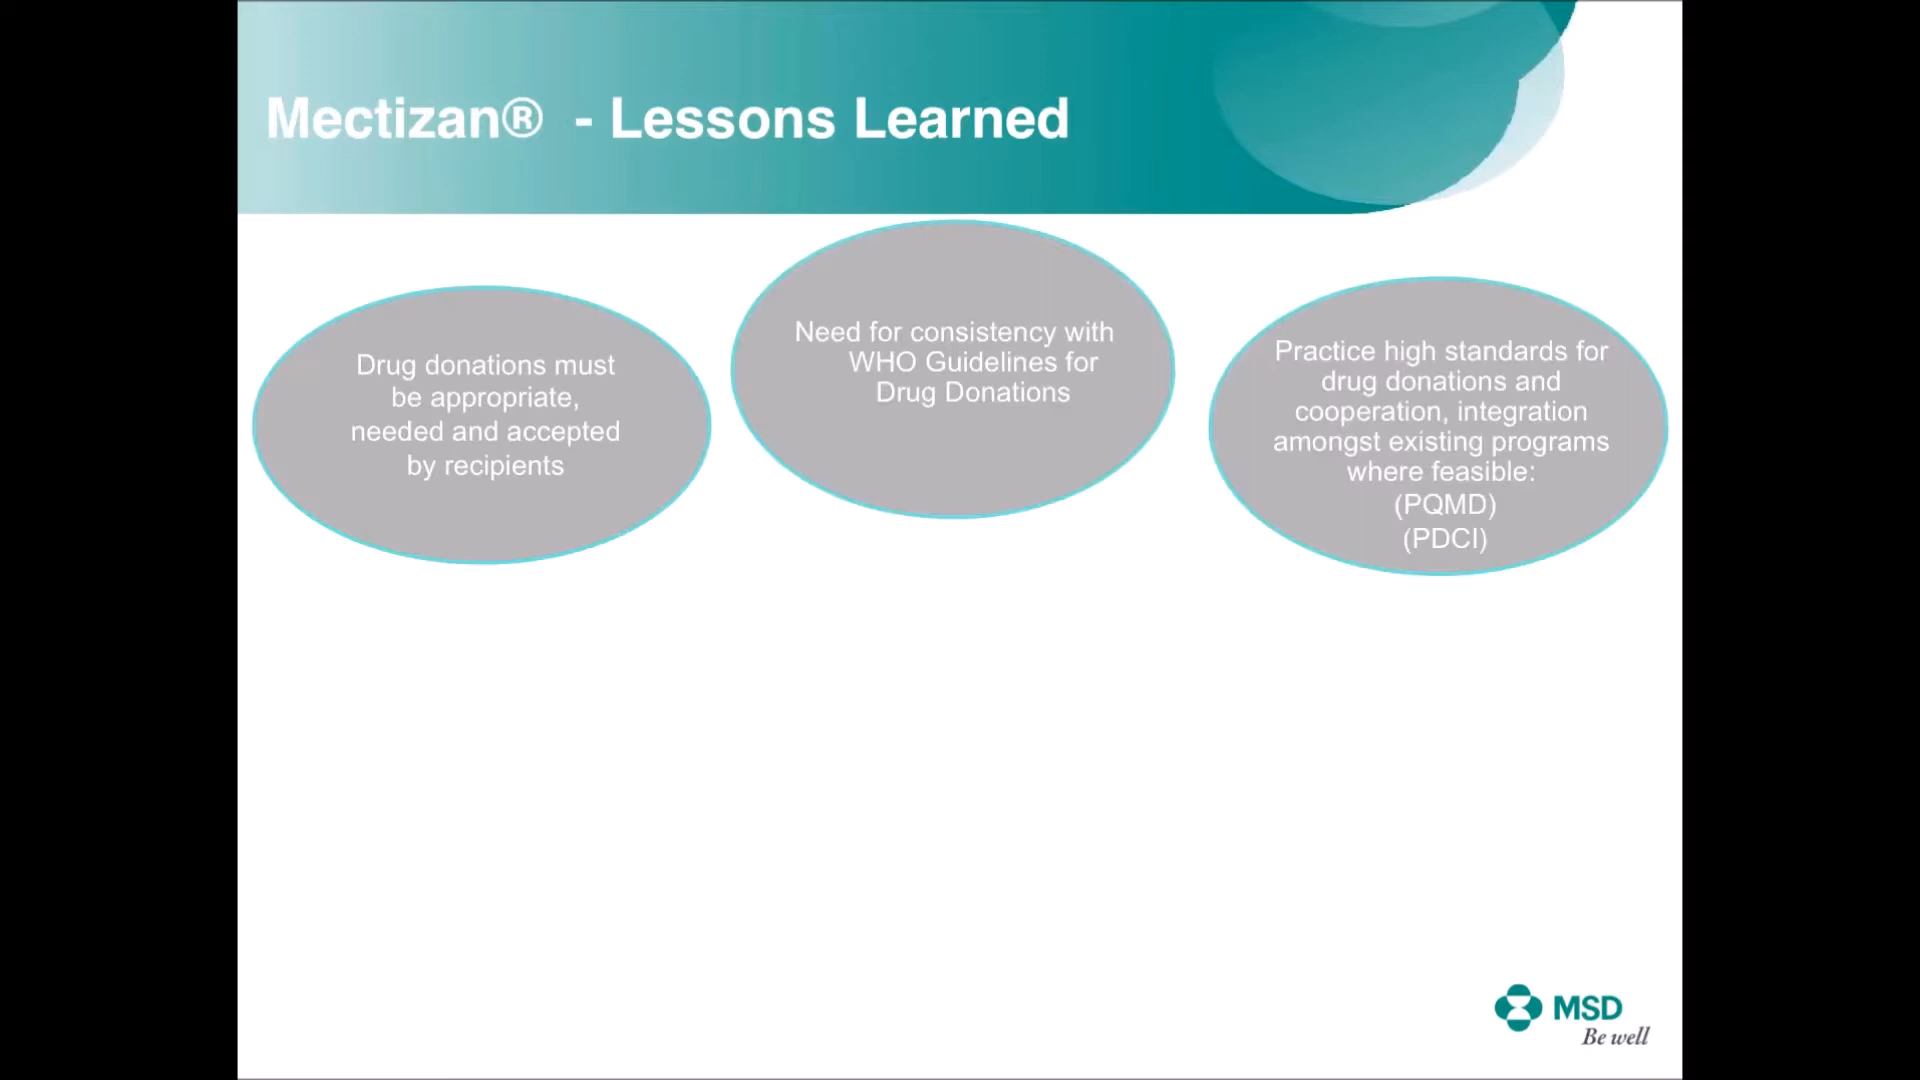 Mectizan® - Lessons Learned
Drug donations must
be appropriate,
needed and accepted
by recipients
Need for consistency with
WHO Guidelines for
Drug Donations
Practice high standards for
drug donations and
cooperation, integration
amongst existing programs
where feasible:
(PQMD)
(PDCI)
MSD
Be well